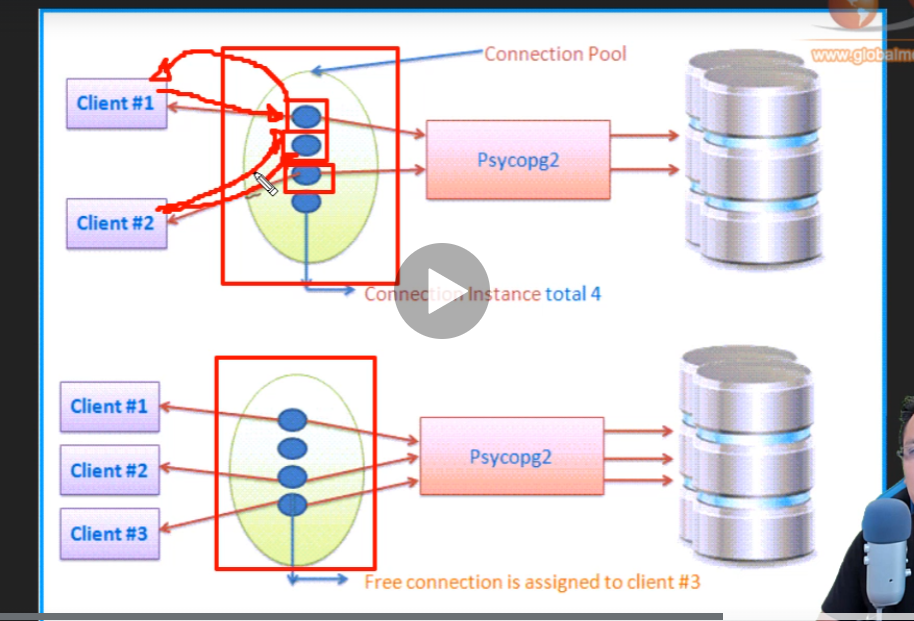 www.globalm
Connection Pool
Client #1
Psycopg2
Client #2
Connection Instance total 4
Client #1
Client #2
Psycopg2
Client #3
Free connection is assigned to client #3